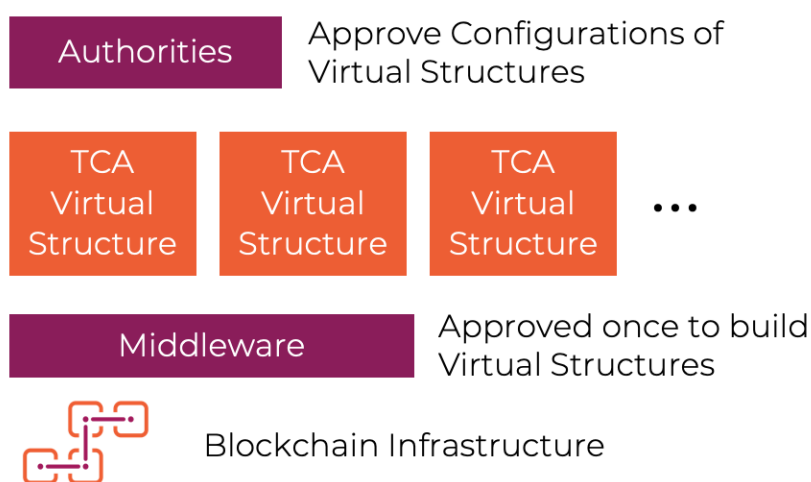 Authorities
Approve Configurations of
Virtual Structures
TCA
Virtual
Structure
TCA
Virtual
Structure
TCA
Virtual
Structure
...
Middleware
Approved once to build
Virtual Structures
Blockchain Infrastructure